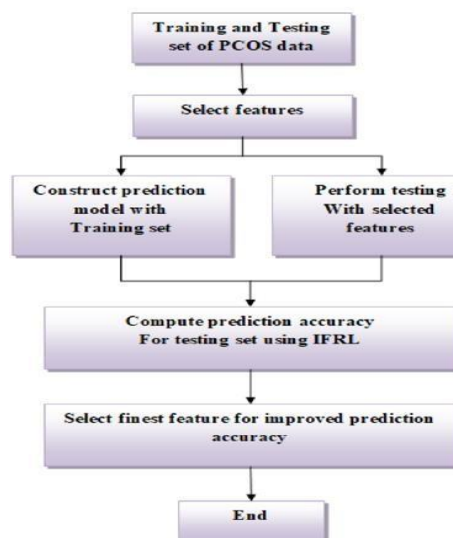 Training and Testing
set of PCOS data
Select features
Construct prediction
model with
Training set
Perform testing
With selected
features
Compute prediction accuracy
For testing set using IFRL
Select finest feature for improved prediction
accuracy
End